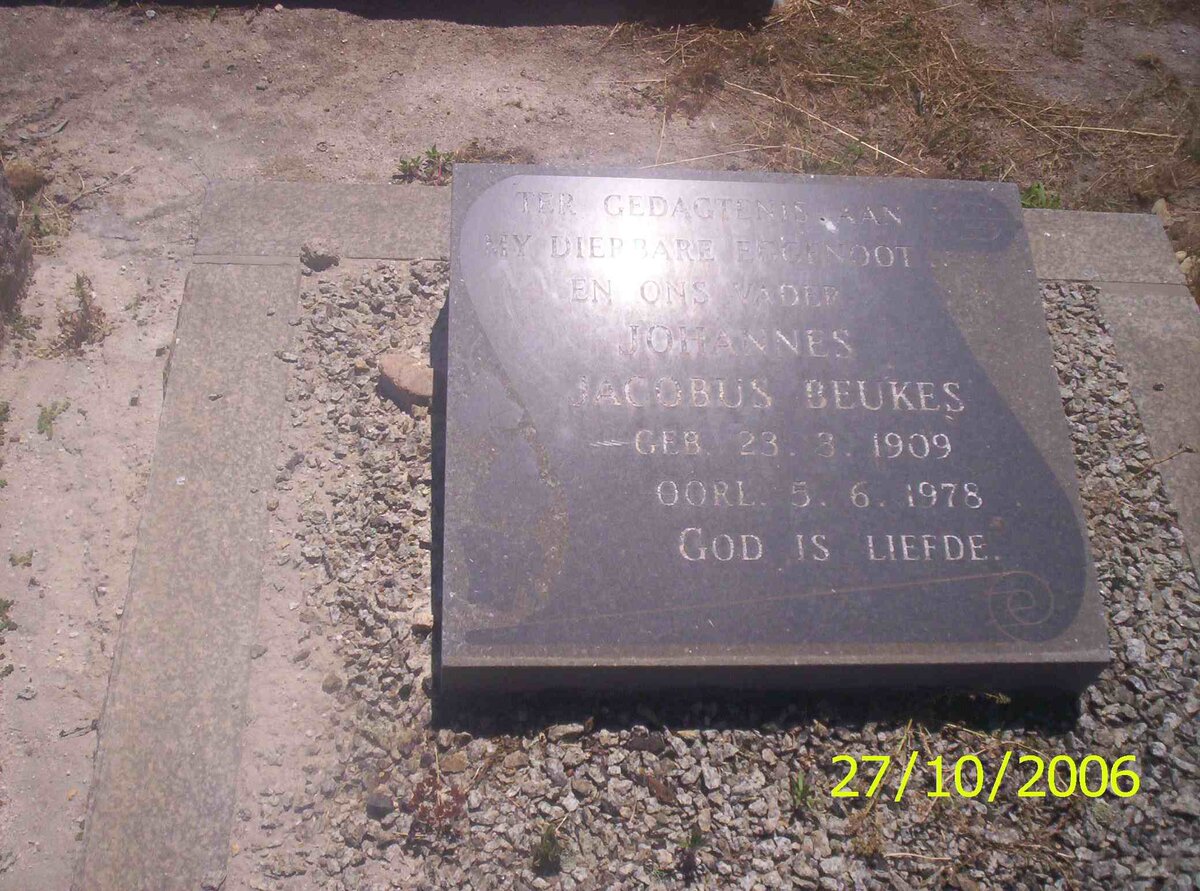 TER GEDAGTENIS AAN
MY DIERBARE EGGENOOT
EN ONS VADER
JOHANNES
JACOBUS BEUKES
GEB. 23. 3. 1909
OORL. 5. 6. 1978
GOD IS LIEFDE.
27/10/2006